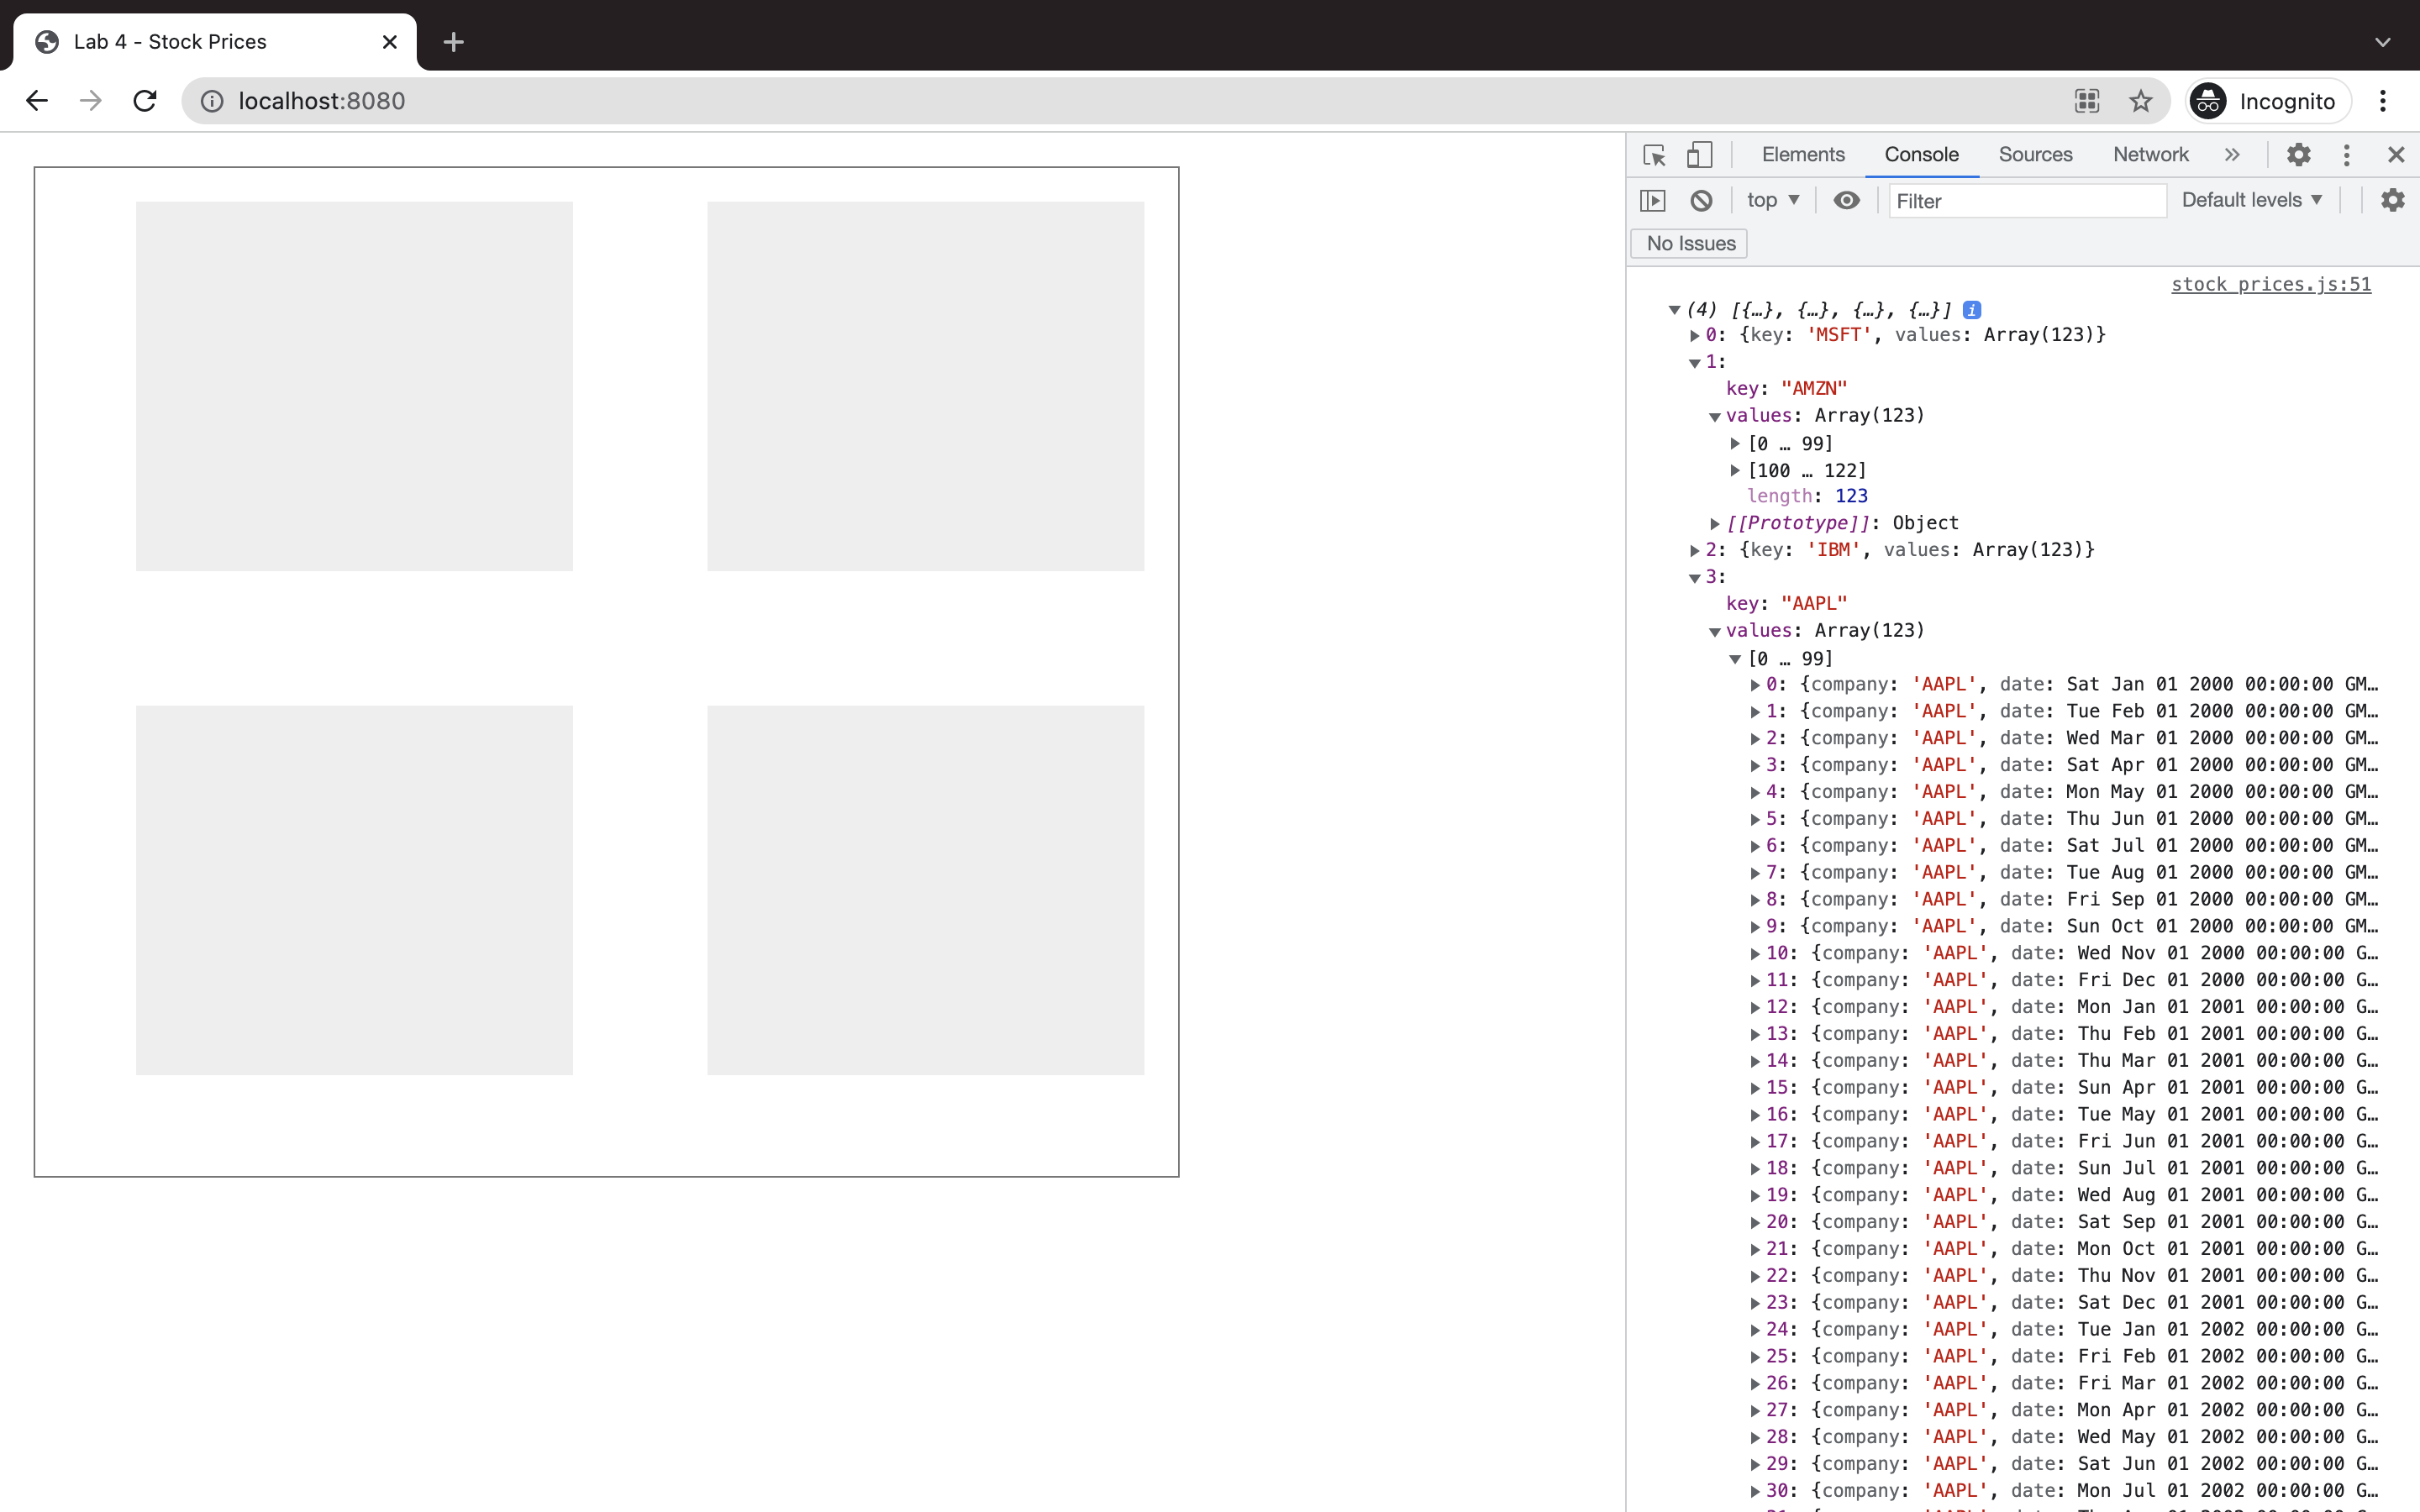 Lab 4 - Stock Prices
localhost:8080
Incognito
Elements Console Sources Network
top Filter Default levels
No Issues
stock_prices.js:51
(4) [{…}, {…}, {…}, {…}] i
0: {key: 'MSFT', values: Array(123)}
1:
key: "AMZN"
values: Array(123)
[0 … 99]
[100 … 122]
length: 123
[[Prototype]]: Object
2: {key: 'IBM', values: Array(123)}
3:
key: "AAPL"
values: Array(123)
[0 … 99]
0: {company: 'AAPL', date: Sat Jan 01 2000 00:00:00 GM…
1: {company: 'AAPL', date: Tue Feb 01 2000 00:00:00 GM…
2: {company: 'AAPL', date: Wed Mar 01 2000 00:00:00 GM…
3: {company: 'AAPL', date: Sat Apr 01 2000 00:00:00 GM…
4: {company: 'AAPL', date: Mon May 01 2000 00:00:00 GM…
5: {company: 'AAPL', date: Thu Jun 01 2000 00:00:00 GM…
6: {company: 'AAPL', date: Sat Jul 01 2000 00:00:00 GM…
7: {company: 'AAPL', date: Tue Aug 01 2000 00:00:00 GM…
8: {company: 'AAPL', date: Fri Sep 01 2000 00:00:00 GM…
9: {company: 'AAPL', date: Sun Oct 01 2000 00:00:00 GM…
10: {company: 'AAPL', date: Wed Nov 01 2000 00:00:00 G…
11: {company: 'AAPL', date: Fri Dec 01 2000 00:00:00 G…
12: {company: 'AAPL', date: Mon Jan 01 2001 00:00:00 G…
13: {company: 'AAPL', date: Thu Feb 01 2001 00:00:00 G…
14: {company: 'AAPL', date: Thu Mar 01 2001 00:00:00 G…
15: {company: 'AAPL', date: Sun Apr 01 2001 00:00:00 G…
16: {company: 'AAPL', date: Tue May 01 2001 00:00:00 G…
17: {company: 'AAPL', date: Fri Jun 01 2001 00:00:00 G…
18: {company: 'AAPL', date: Sun Jul 01 2001 00:00:00 G…
19: {company: 'AAPL', date: Wed Aug 01 2001 00:00:00 G…
20: {company: 'AAPL', date: Sat Sep 01 2001 00:00:00 G…
21: {company: 'AAPL', date: Mon Oct 01 2001 00:00:00 G…
22: {company: 'AAPL', date: Thu Nov 01 2001 00:00:00 G…
23: {company: 'AAPL', date: Sat Dec 01 2001 00:00:00 G…
24: {company: 'AAPL', date: Tue Jan 01 2002 00:00:00 G…
25: {company: 'AAPL', date: Fri Feb 01 2002 00:00:00 G…
26: {company: 'AAPL', date: Fri Mar 01 2002 00:00:00 G…
27: {company: 'AAPL', date: Mon Apr 01 2002 00:00:00 G…
28: {company: 'AAPL', date: Wed May 01 2002 00:00:00 G…
29: {company: 'AAPL', date: Sat Jun 01 2002 00:00:00 G…
30: {company: 'AAPL', date: Mon Jul 01 2002 00:00:00 G…